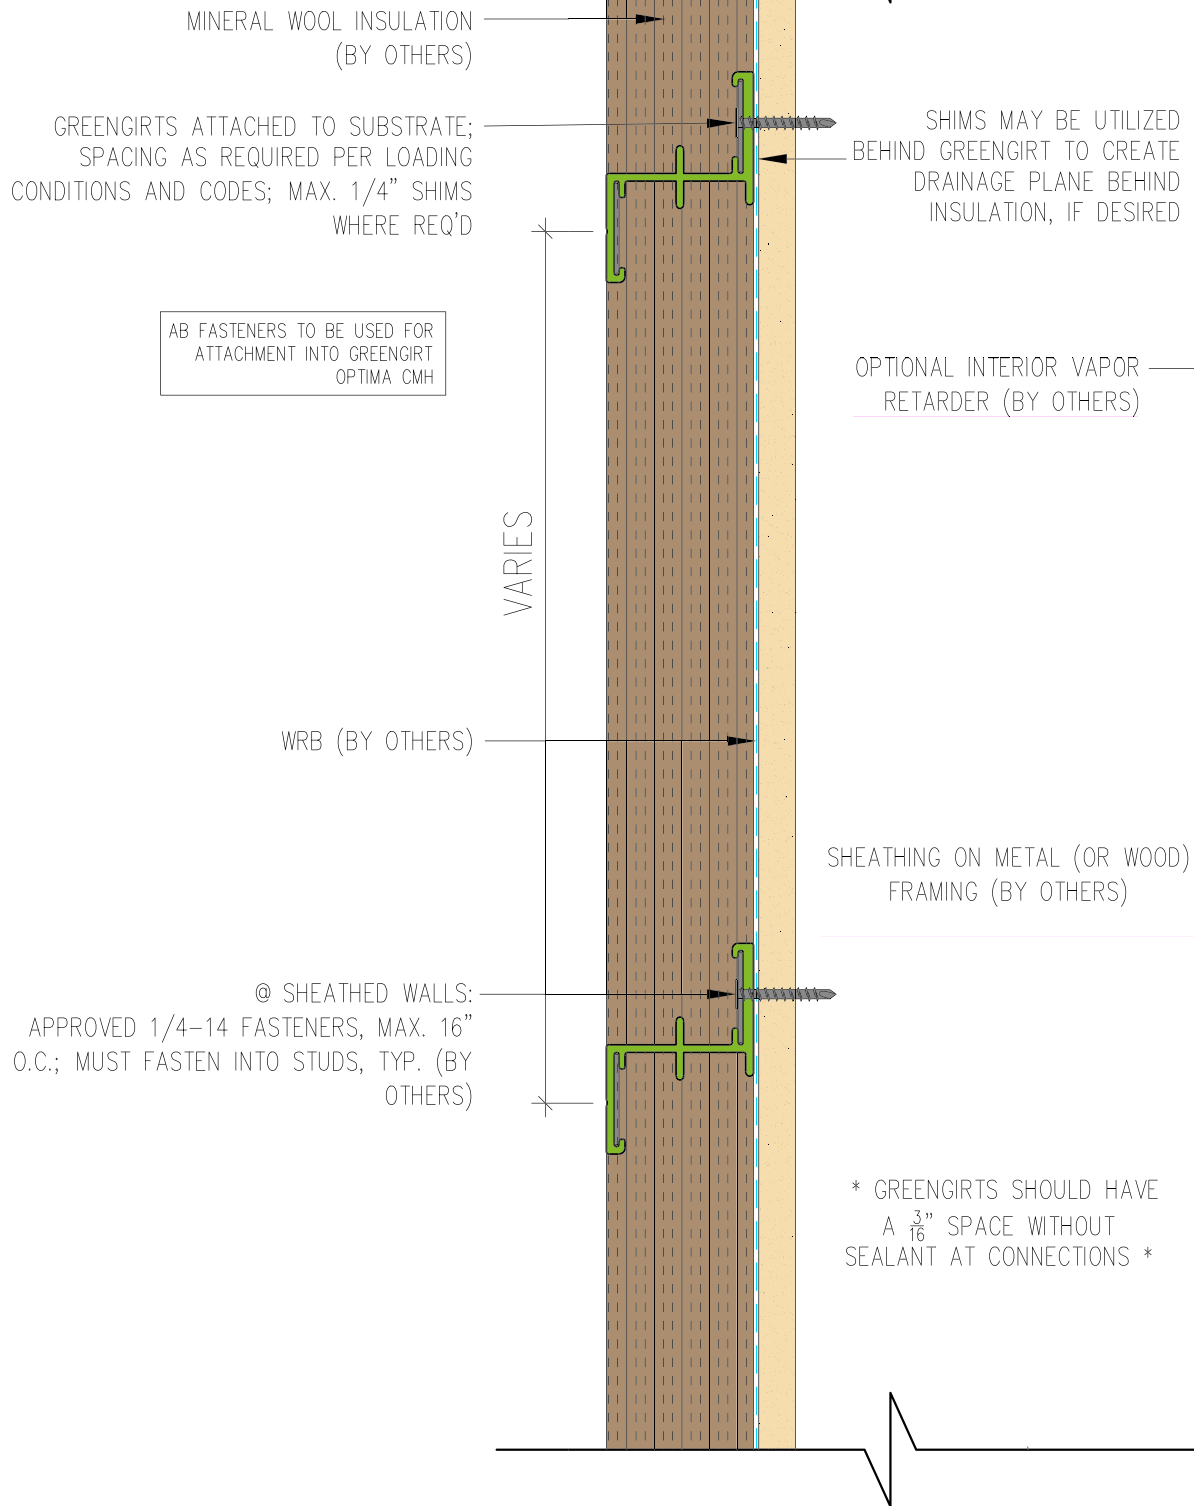 MINERAL WOOL INSULATION
(BY OTHERS)
GREENGIRTS ATTACHED TO SUBSTRATE;
SPACING AS REQUIRED PER LOADING
CONDITIONS AND CODES; MAX. 1/4" SHIMS
WHERE REQ'D
SHIMS MAY BE UTILIZED
BEHIND GREENGIRT TO CREATE
DRAINAGE PLANE BEHIND
INSULATION, IF DESIRED
AB FASTENERS TO BE USED FOR
ATTACHMENT INTO GREENGIRT
OPTIMA CMH
OPTIONAL INTERIOR VAPOR
RETARDER (BY OTHERS)
VARIES
WRB (BY OTHERS)
SHEATHING ON METAL (OR WOOD)
FRAMING (BY OTHERS)
@ SHEATHED WALLS:
APPROVED 1/4-14 FASTENERS, MAX. 16"
O.C.; MUST FASTEN INTO STUDS, TYP. (BY
OTHERS)
* GREENGIRTS SHOULD HAVE
A 3/16" SPACE WITHOUT
SEALANT AT CONNECTIONS *